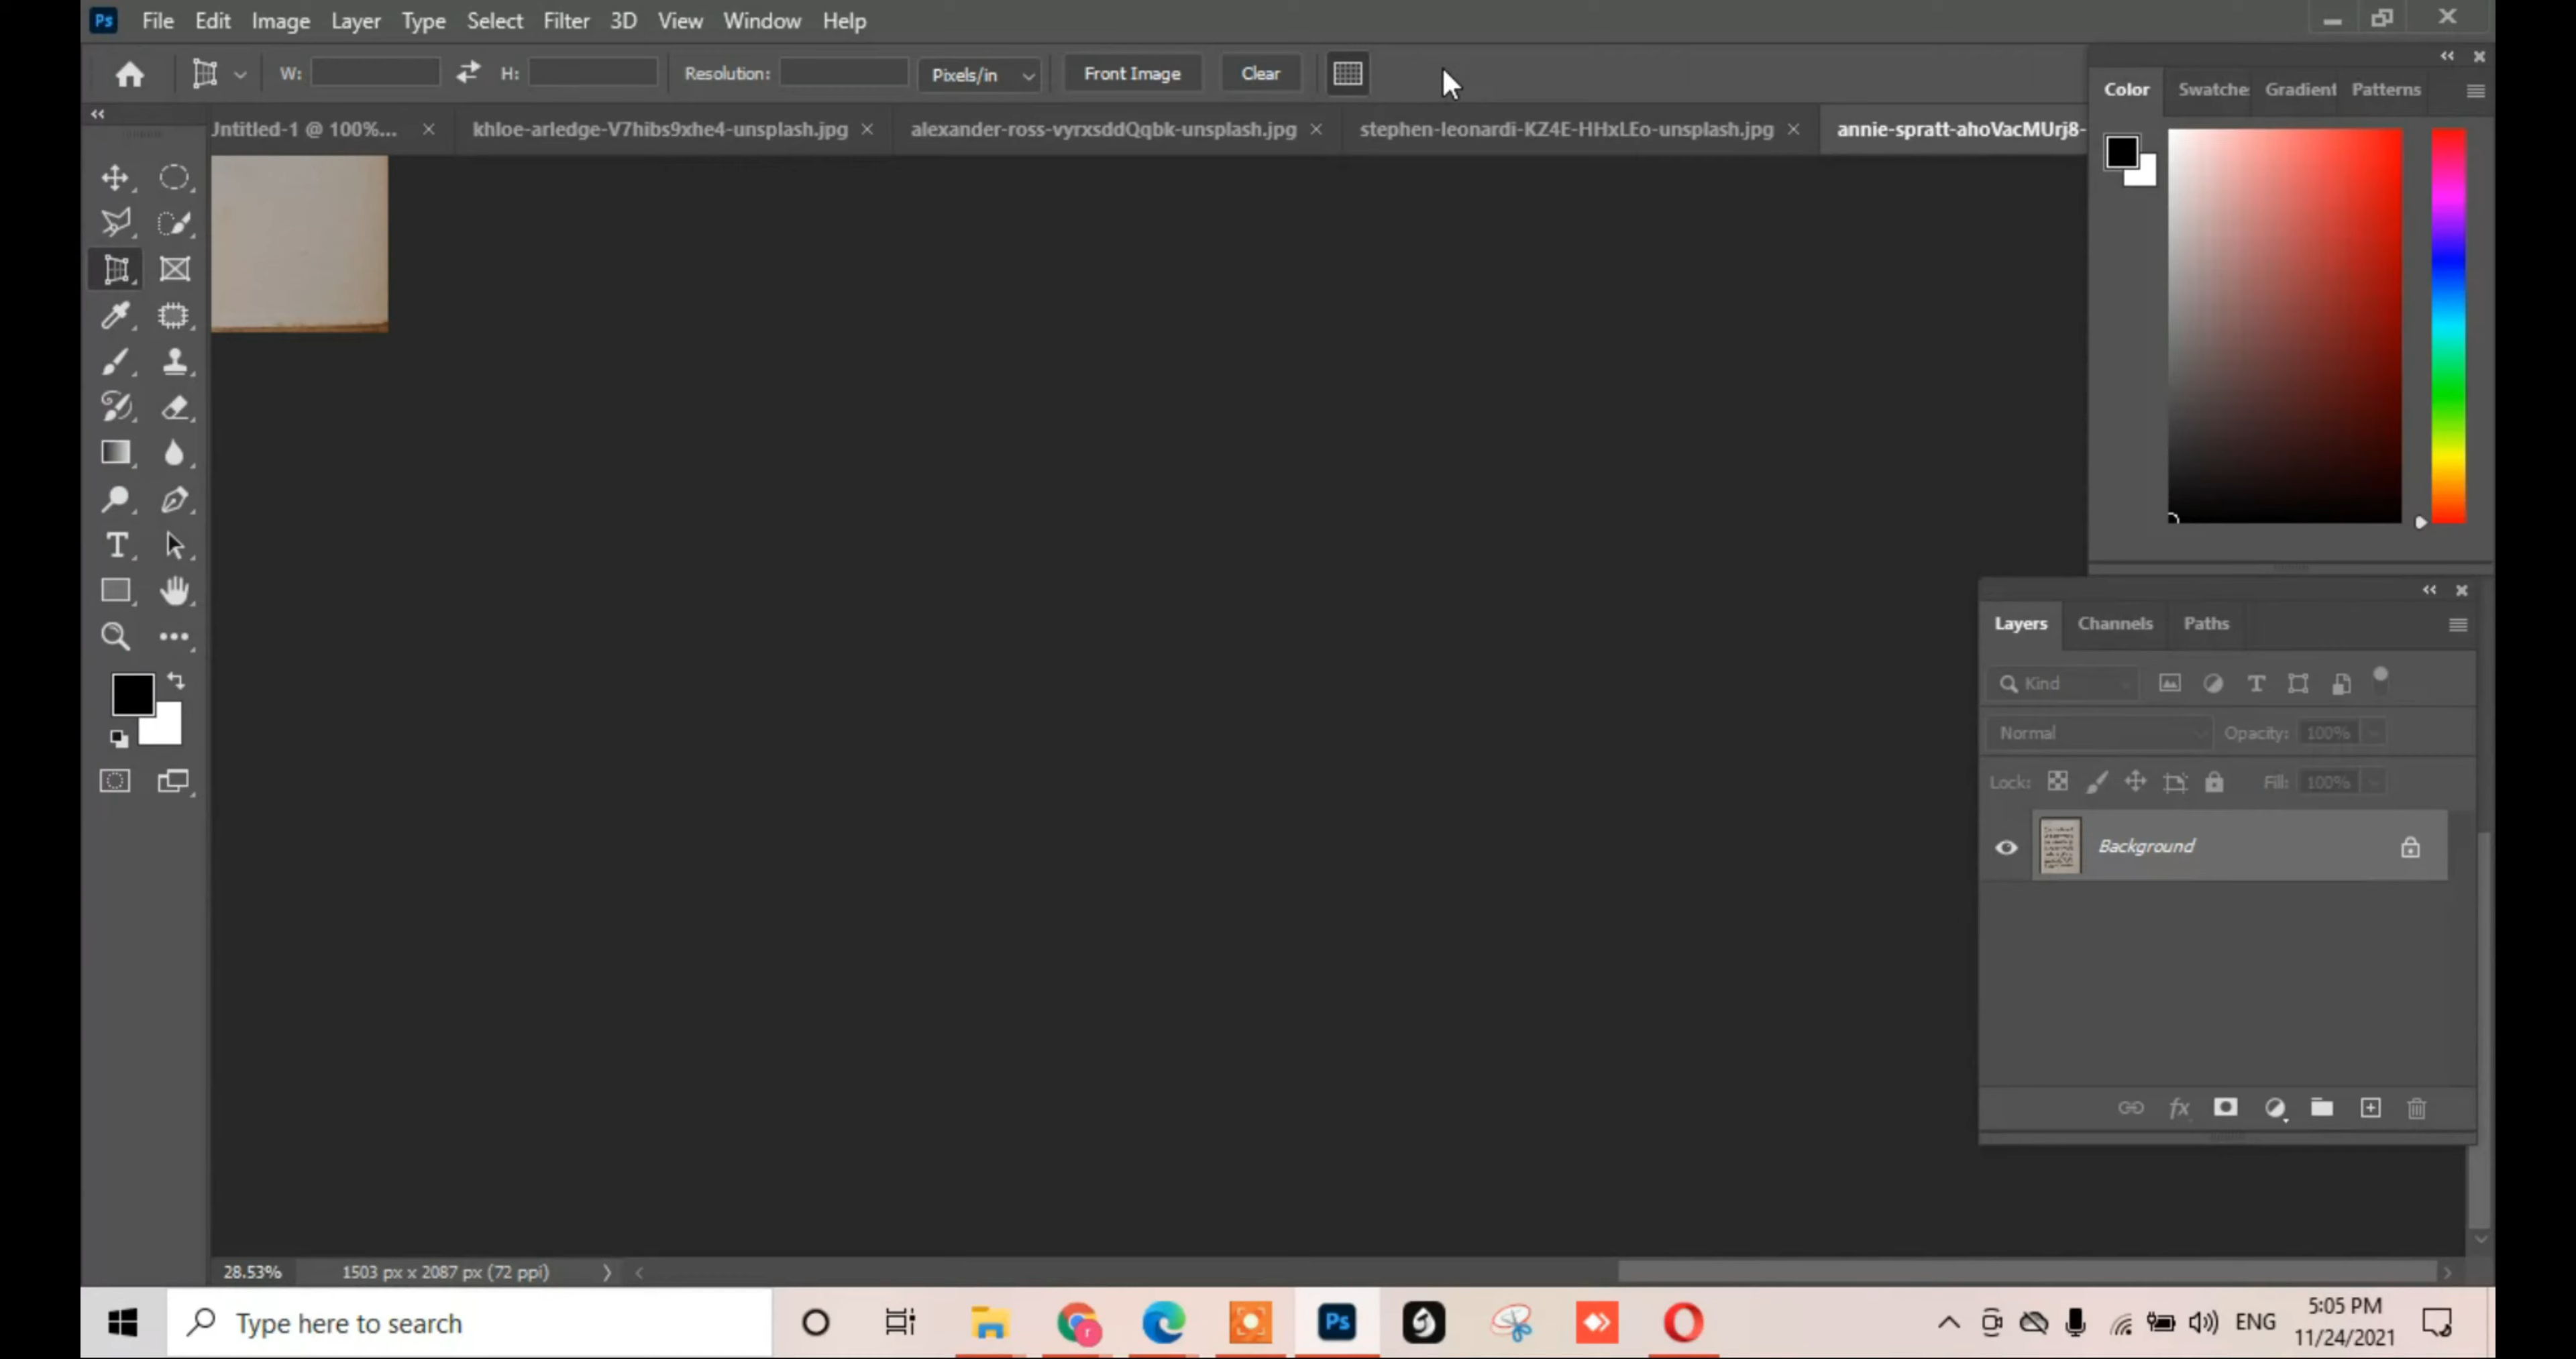 Ps File Edit Image Layer Type Select Filter 3D View Window Help
W: H: Resolution: Pixels/in Front Image Clear
Untitled-1 @ 100%... khloe-arledge-V7hibs9xhe4-unsplash.jpg alexander-ross-vyrxsddQqbk-unsplash.jpg stephen-leonardi-KZ4E-HHxLEo-unsplash.jpg annie-spratt-ahoVacMUrj8-
Color Swatche Gradient Patterns
Layers Channels Paths
Kind
Normal Opacity: 100%
Lock: Fill: 100%
Background
fx
28.53% 1503 px x 2087 px (72 ppi)
Type here to search
Ps
ENG
5:05 PM
11/24/2021